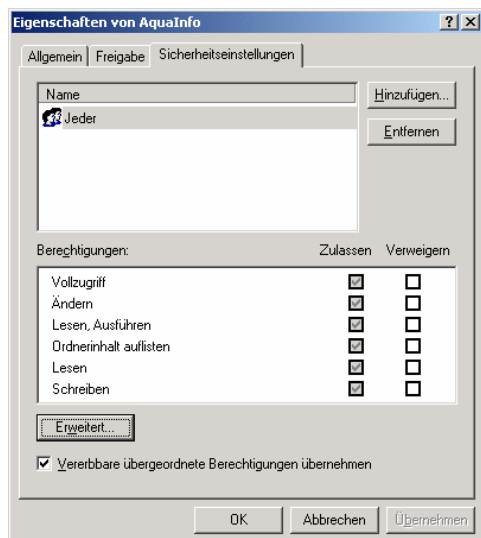 Eigenschaften von AquaInfo
Allgemein Freigabe Sicherheitseinstellungen
Name
Hinzufügen...
Jeder
Entfernen
Berechtigungen: Zulassen Verweigern
Vollzugriff
Ändern
Lesen, Ausführen
Ordnerinhalt auflisten
Lesen
Schreiben
Erweitert...
Vererbbare übergeordnete Berechtigungen übernehmen
OK Abbrechen Übernehmen